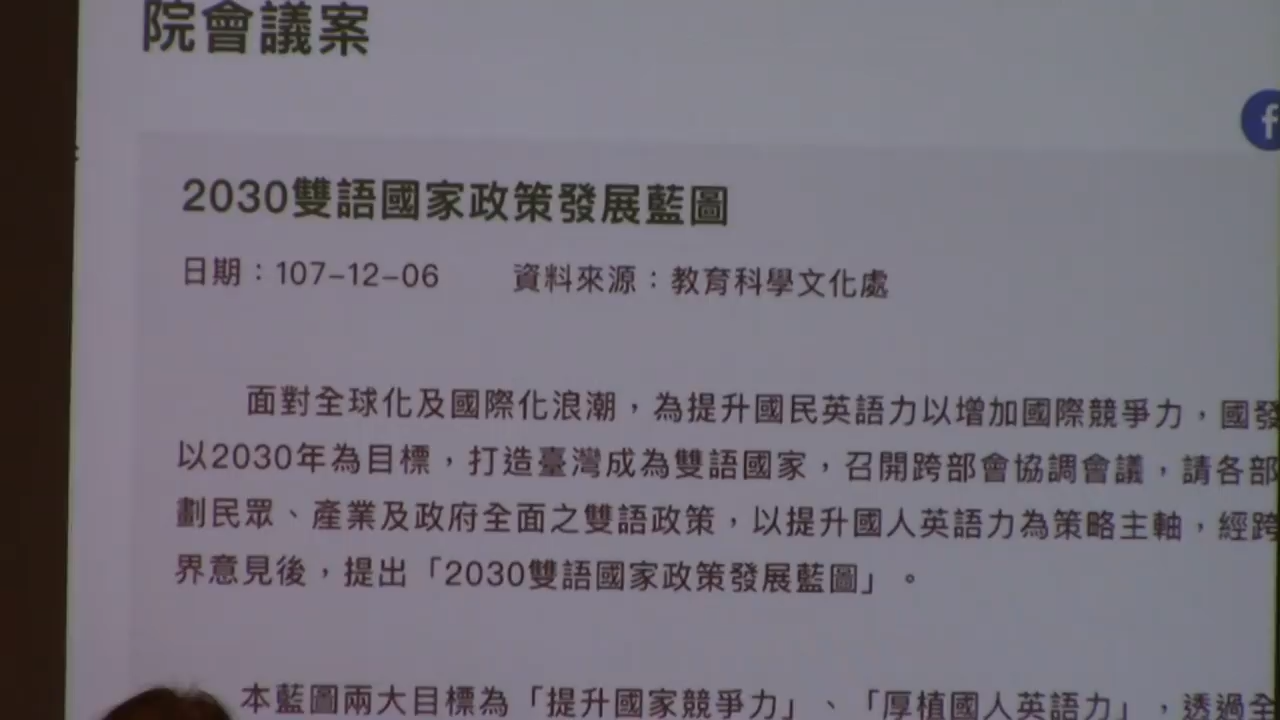 院會議案
f
2030雙語國家政策發展藍圖
日期：107-12-06 資料來源：教育科學文化處
面對全球化及國際化浪潮，為提升國民英語力以增加國際競爭力，國發
以2030年為目標，打造臺灣成為雙語國家，召開跨部會協調會議，請各部
劃民眾、產業及政府全面之雙語政策，以提升國人英語力為策略主軸，經跨
界意見後，提出「2030雙語國家政策發展藍圖」。
本藍圖兩大目標為「提升國家競爭力」、「厚植國人英語力」，透過全